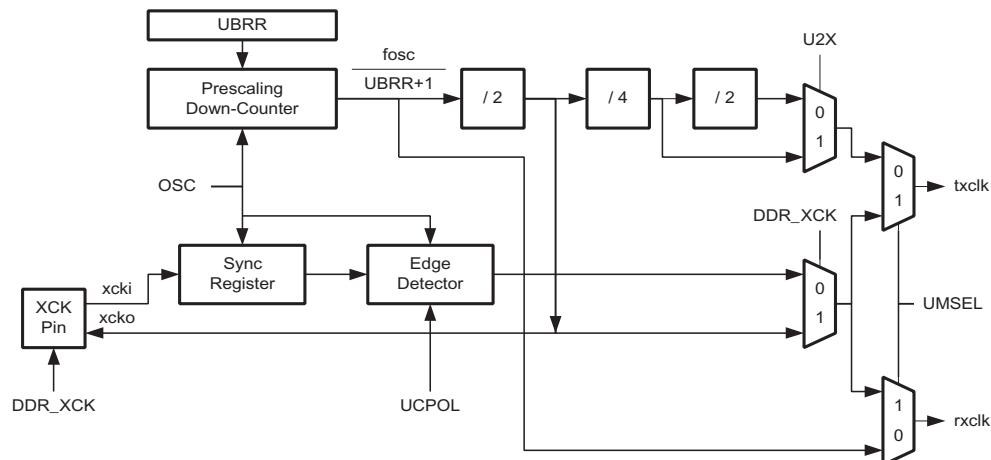 UBRR
fosc
U2X
Prescaling
Down-Counter
UBRR+1
/ 2
/ 4
/ 2
0
1
OSC
0
1
txclk
DDR_XCK
Sync
Register
Edge
Detector
xcki
0
1
UMSEL
XCK
Pin
xcko
DDR_XCK
UCPOL
1
0
rxclk